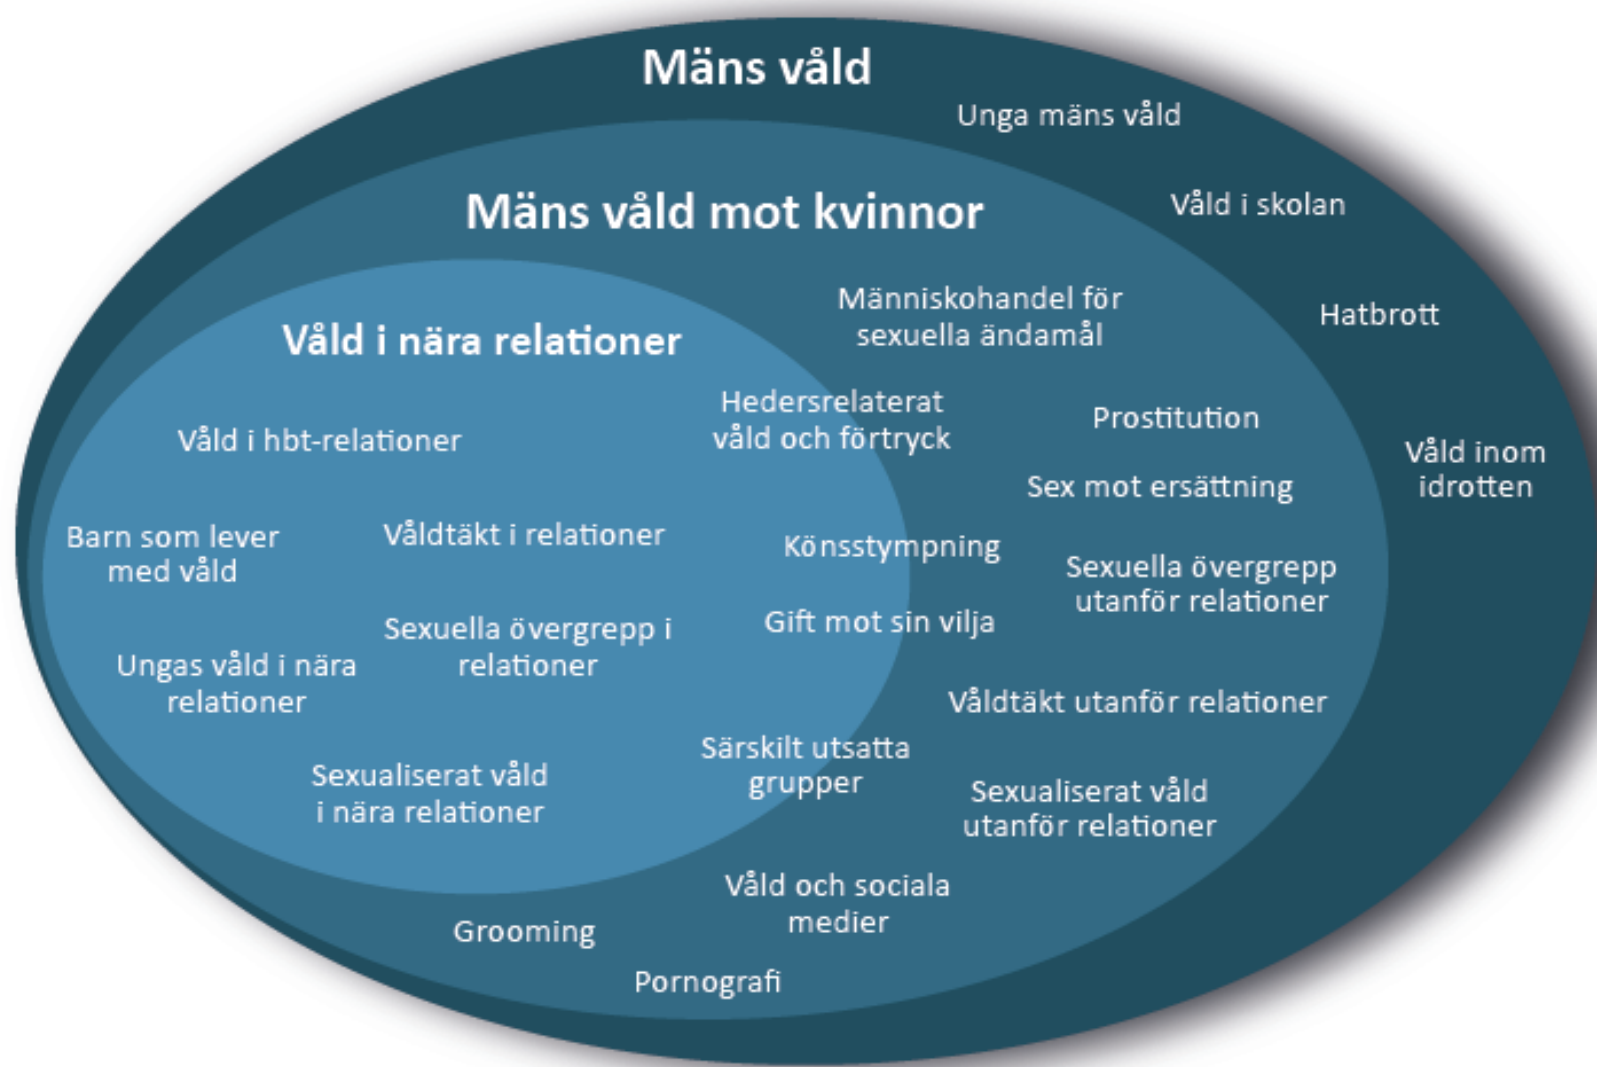 Mäns våld
Unga mäns våld
Våld i skolan
Hatbrott
Våld inom
idrotten
Mäns våld mot kvinnor
Människohandel för
sexuella ändamål
Prostitution
Sex mot ersättning
Sexuella övergrepp
utanför relationer
Våldtäkt utanför relationer
Sexualiserat våld
utanför relationer
Våld och sociala
medier
Grooming
Pornografi
Hedersrelaterat
våld och förtryck
Könsstympning
Gift mot sin vilja
Särskilt utsatta
grupper
Våld i nära relationer
Våld i hbt-relationer
Barn som lever
med våld
Våldtäkt i relationer
Sexuella övergrepp i
relationer
Ungas våld i nära
relationer
Sexualiserat våld
i nära relationer